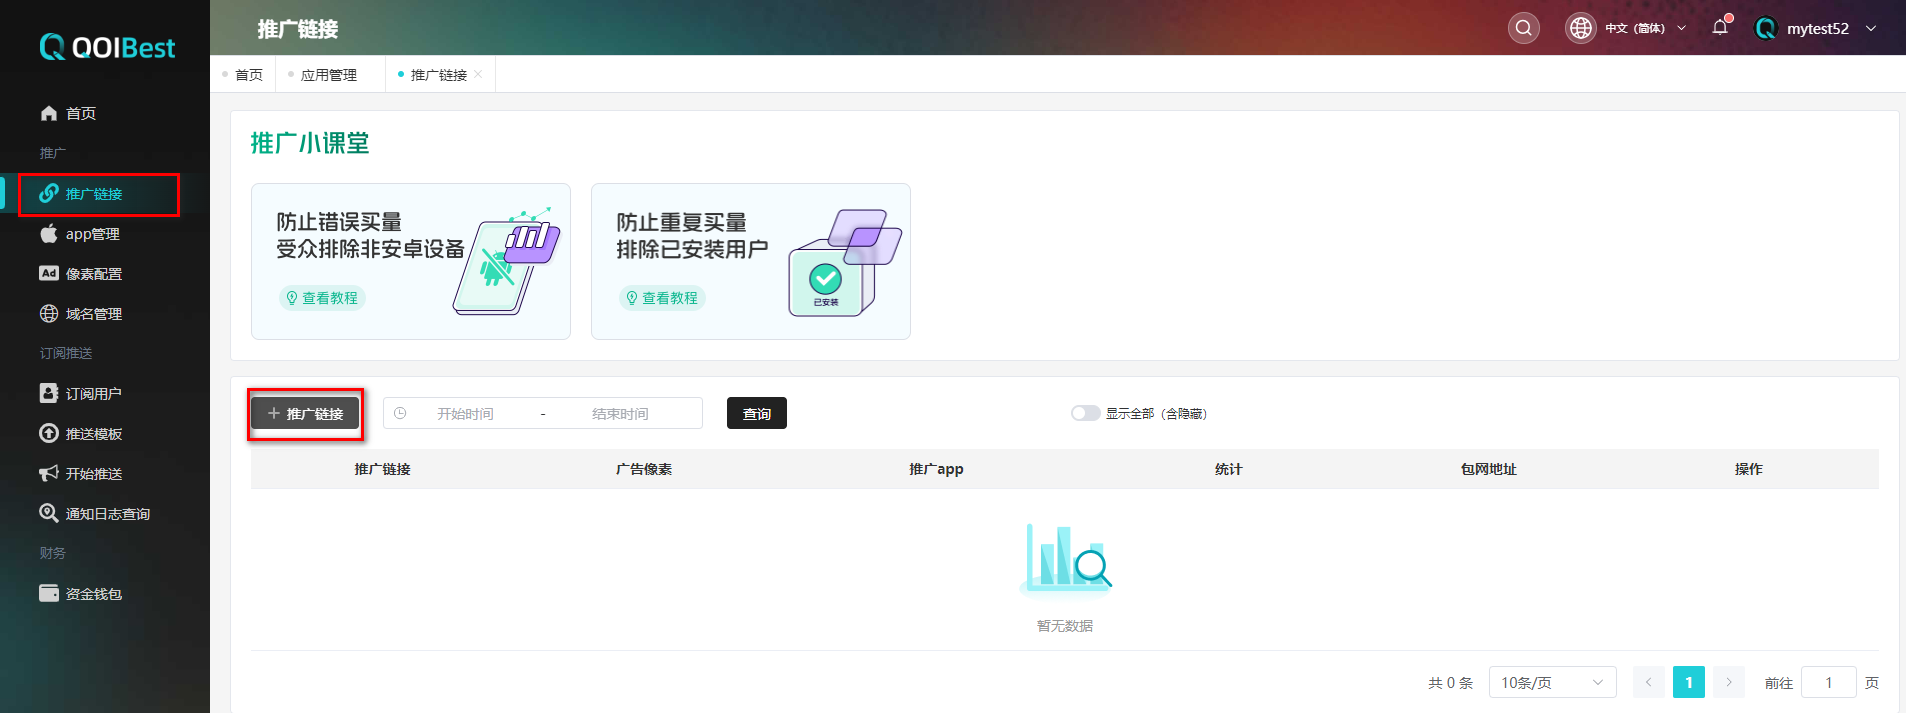 QOIBest
首页
推广
推广链接
app管理
Ad 像素配置
域名管理
订阅推送
订阅用户
推送模板
开始推送
通知日志查询
财务
资金钱包
推广链接
中文（简体）
mytest52
首页
应用管理
推广链接
推广小课堂
防止错误买量
受众排除非安卓设备
查看教程
防止重复买量
排除已安装用户
查看教程
已安装
+ 推广链接
开始时间 - 结束时间
查询
显示全部（含隐藏）
推广链接 广告像素 推广app 统计 包网地址 操作
暂无数据
共 0 条 10条/页 < 1 > 前往 1 页